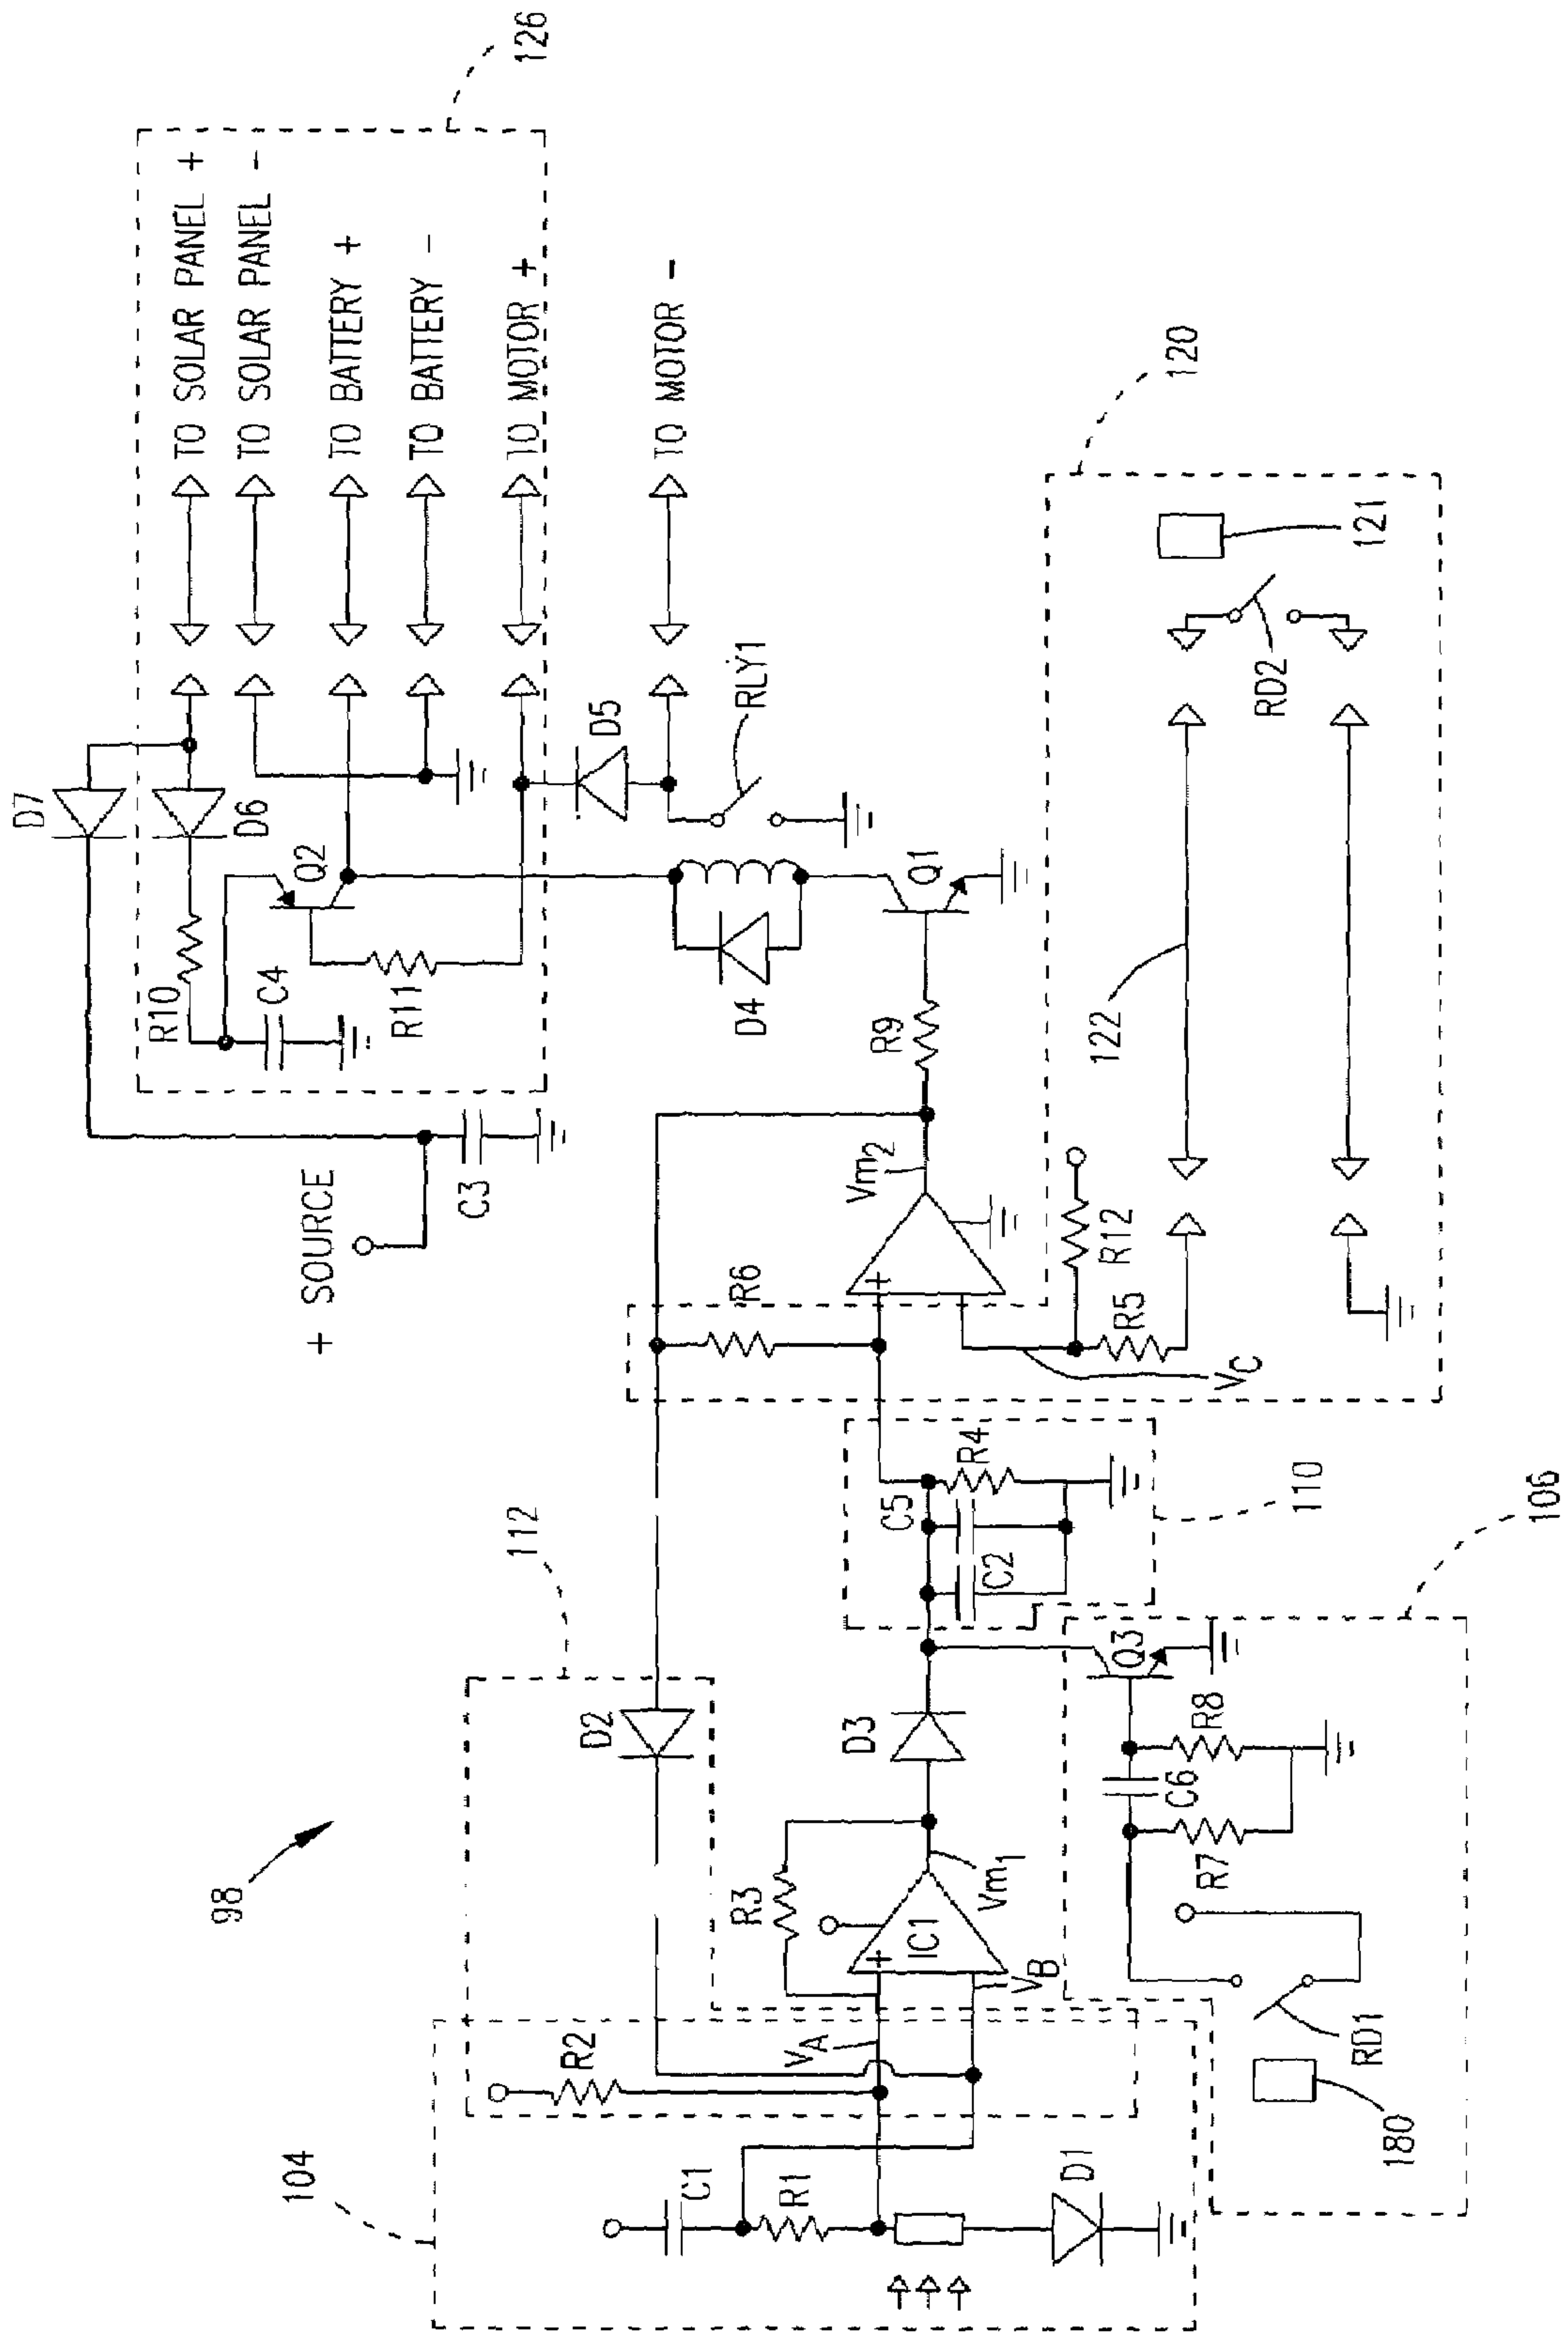 98
104
C1
R1
D1
R2
VA
VB
IC1
R3
Vm1
112
D2
D3
180
RD1
R7
C6
R8
Q3
106
C2
C5
R4
110
R6
VC
R5
R12
Vm2
R9
122
RD2
121
120
+ SOURCE
C3
D7
R10
C4
R11
D6
Q2
D4
Q1
D5
RLY1
TO SOLAR PANEL +
TO SOLAR PANEL -
TO BATTERY +
TO BATTERY -
TO MOTOR +
TO MOTOR -
126